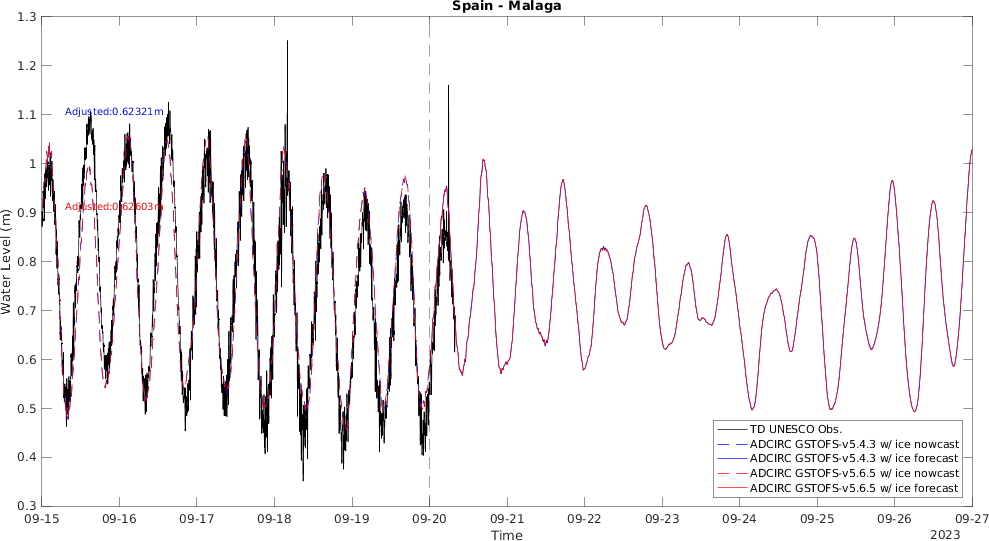 Spain - Malaga
1.3
1.2
1.1
1
0.9
0.8
0.7
0.6
0.5
0.4
0.3
Water Level (m)
Adjusted:0.62321m
Adjusted:0.62603m
TD UNESCO Obs.
ADCIRC GSTOFS-v5.4.3 w/ ice nowcast
ADCIRC GSTOFS-v5.4.3 w/ ice forecast
ADCIRC GSTOFS-v5.6.5 w/ ice nowcast
ADCIRC GSTOFS-v5.6.5 w/ ice forecast
09-15 09-16 09-17 09-18 09-19 09-20 09-21 09-22 09-23 09-24 09-25 09-26 09-27
Time
2023